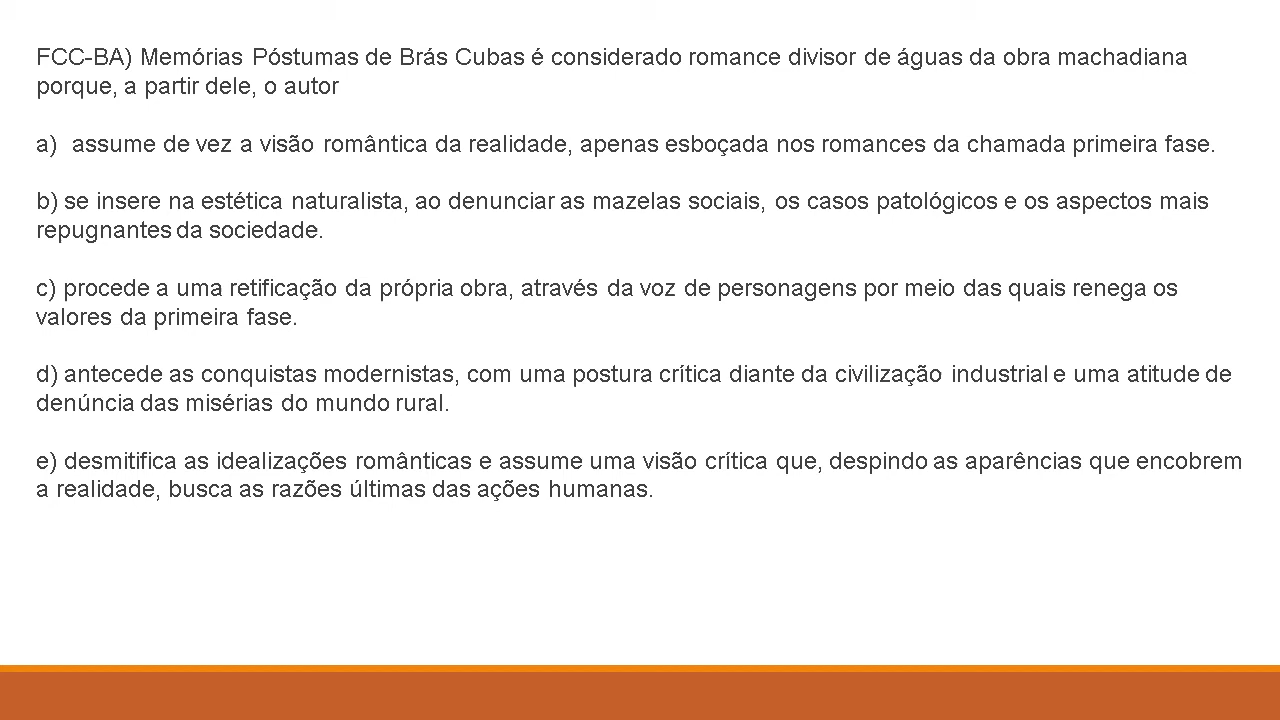 FCC-BA) Memórias Póstumas de Brás Cubas é considerado romance divisor de águas da obra machadiana
porque, a partir dele, o autor
a) assume de vez a visão romântica da realidade, apenas esboçada nos romances da chamada primeira fase.
b) se insere na estética naturalista, ao denunciar as mazelas sociais, os casos patológicos e os aspectos mais
repugnantes da sociedade.
c) procede a uma retificação da própria obra, através da voz de personagens por meio das quais renega os
valores da primeira fase.
d) antecede as conquistas modernistas, com uma postura crítica diante da civilização industrial e uma atitude de
denúncia das misérias do mundo rural.
e) desmitifica as idealizações românticas e assume uma visão crítica que, despindo as aparências que encobrem
a realidade, busca as razões últimas das ações humanas.